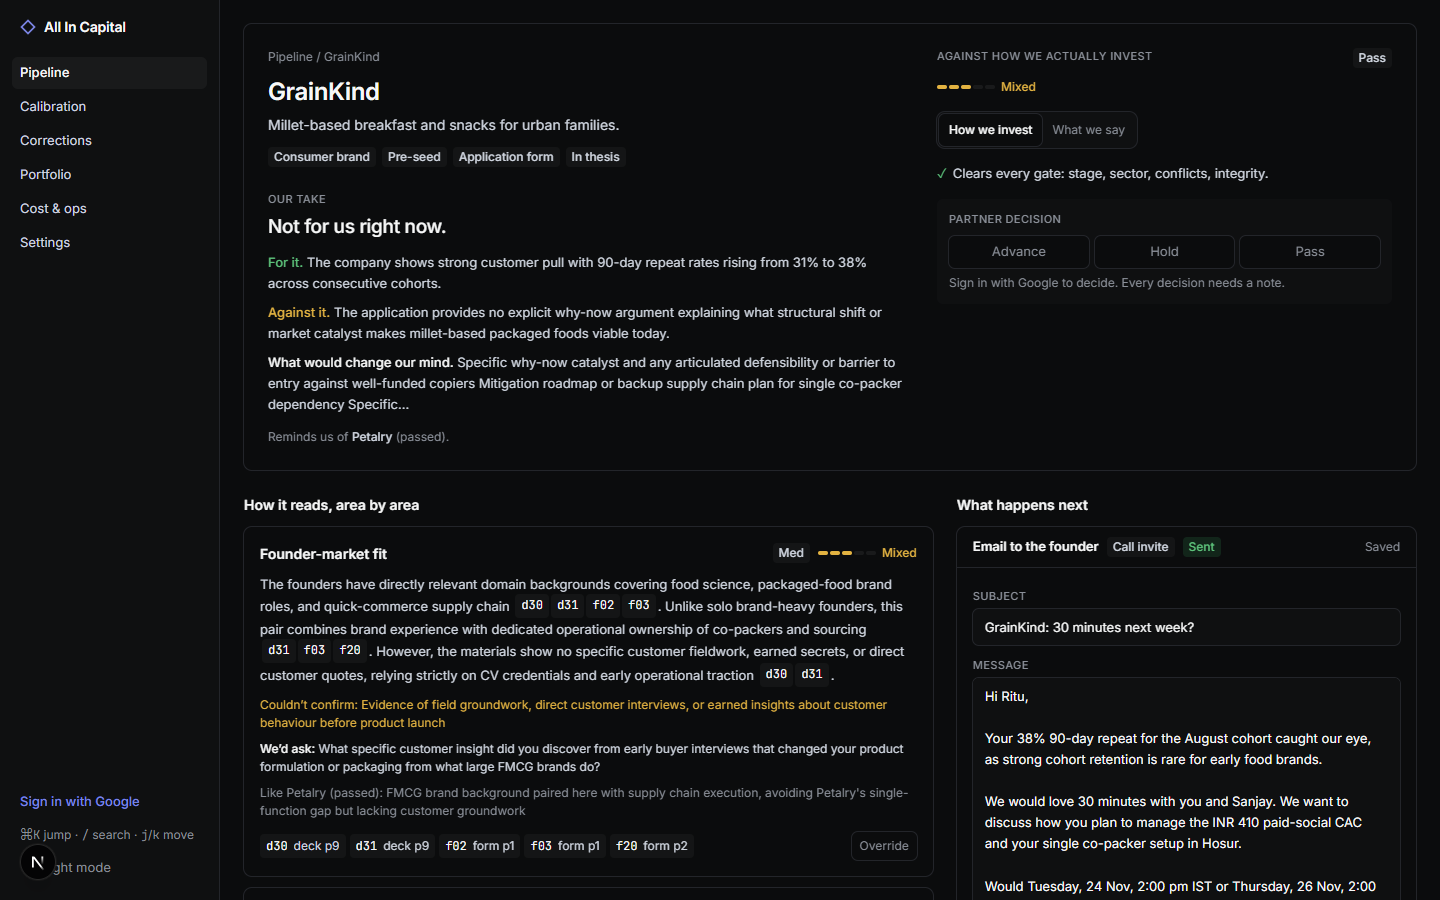 All In Capital
Pipeline
Calibration
Corrections
Portfolio
Cost & ops
Settings
Sign in with Google
⌘K jump · / search · j/k move
N
ght mode
Pipeline / GrainKind
GrainKind
Millet-based breakfast and snacks for urban families.
Consumer brand Pre-seed Application form In thesis
OUR TAKE
Not for us right now.
For it. The company shows strong customer pull with 90-day repeat rates rising from 31% to 38%
across consecutive cohorts.
Against it. The application provides no explicit why-now argument explaining what structural shift or
market catalyst makes millet-based packaged foods viable today.
What would change our mind. Specific why-now catalyst and any articulated defensibility or barrier to
entry against well-funded copiers Mitigation roadmap or backup supply chain plan for single co-packer
dependency Specific...
Reminds us of Petalry (passed).
AGAINST HOW WE ACTUALLY INVEST
Pass
Mixed
How we invest What we say
✓ Clears every gate: stage, sector, conflicts, integrity.
PARTNER DECISION
Advance Hold Pass
Sign in with Google to decide. Every decision needs a note.
How it reads, area by area
Founder-market fit Med Mixed
The founders have directly relevant domain backgrounds covering food science, packaged-food brand
roles, and quick-commerce supply chain d30 d31 f02 f03 . Unlike solo brand-heavy founders, this
pair combines brand experience with dedicated operational ownership of co-packers and sourcing
d31 f03 f20 . However, the materials show no specific customer fieldwork, earned secrets, or direct
customer quotes, relying strictly on CV credentials and early operational traction d30 d31 .
Couldn't confirm: Evidence of field groundwork, direct customer interviews, or earned insights about customer
behaviour before product launch
We'd ask: What specific customer insight did you discover from early buyer interviews that changed your product
formulation or packaging from what large FMCG brands do?
Like Petalry (passed): FMCG brand background paired here with supply chain execution, avoiding Petalry's single-
function gap but lacking customer groundwork
d30 deck p9 d31 deck p9 f02 form p1 f03 form p1 f20 form p2 Override
What happens next
Email to the founder Call invite Sent Saved
SUBJECT
GrainKind: 30 minutes next week?
MESSAGE
Hi Ritu,
Your 38% 90-day repeat for the August cohort caught our eye,
as strong cohort retention is rare for early food brands.
We would love 30 minutes with you and Sanjay. We want to
discuss how you plan to manage the INR 410 paid-social CAC
and your single co-packer setup in Hosur.
Would Tuesday, 24 Nov, 2:00 pm IST or Thursday, 26 Nov, 2:00